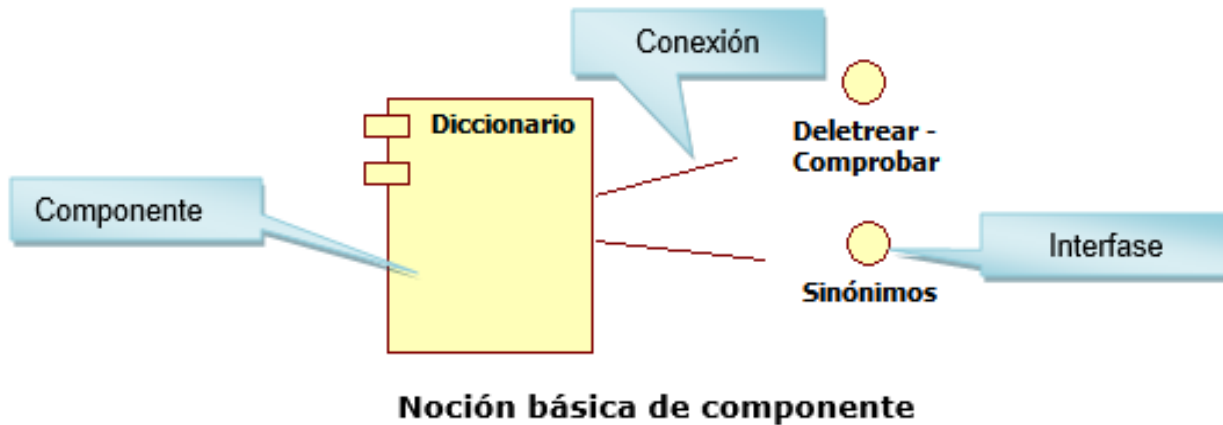 Conexión
Diccionario
Deletrear -
Comprobar
Componente
Interfase
Sinónimos
Noción básica de componente